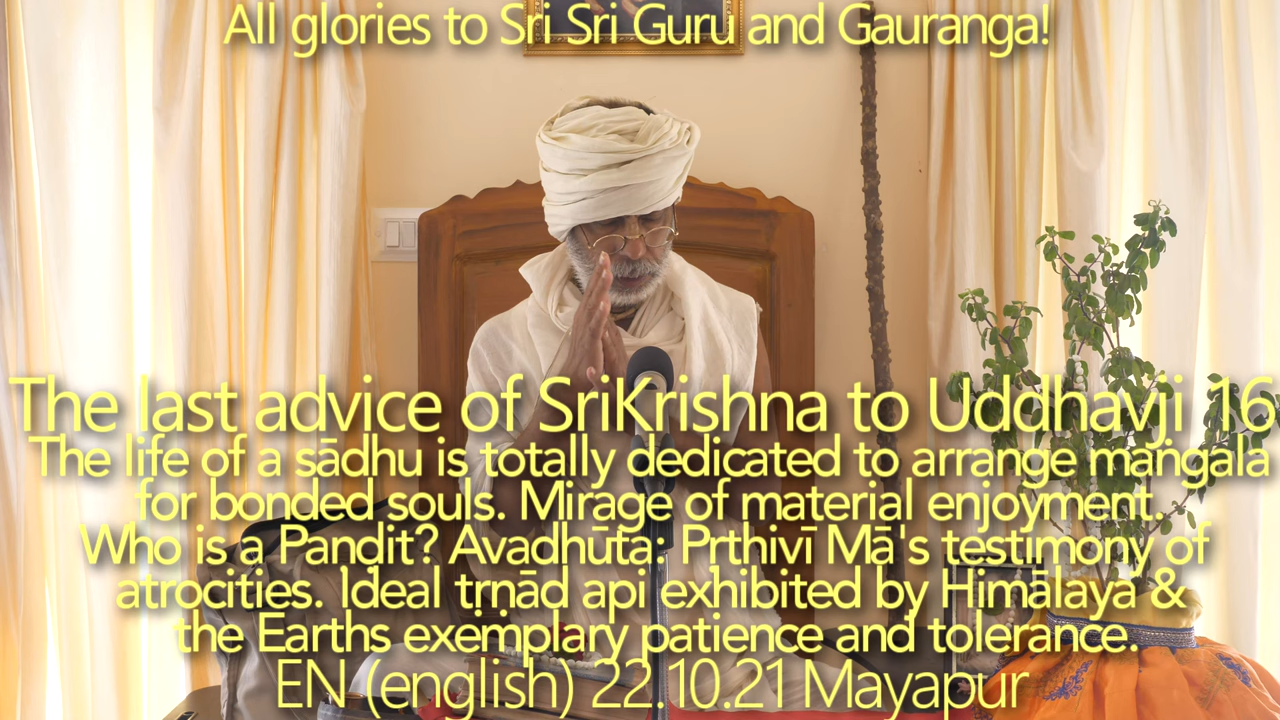 All glories to Sri Sri Guru and Gauranga!
The last advice of SriKrishna to Uddhavji 16
The life of a sādhu is totally dedicated to arrange maṅgala
for bonded souls. Mirage of material enjoyment.
Who is a Paṇḍit? Avadhūta: Pṛthivī Mā's testimony of
atrocities. Ideal tṛṇād api exhibited by Himālaya &
the Earths exemplary patience and tolerance.
EN (english) 22.10.21 Mayapur